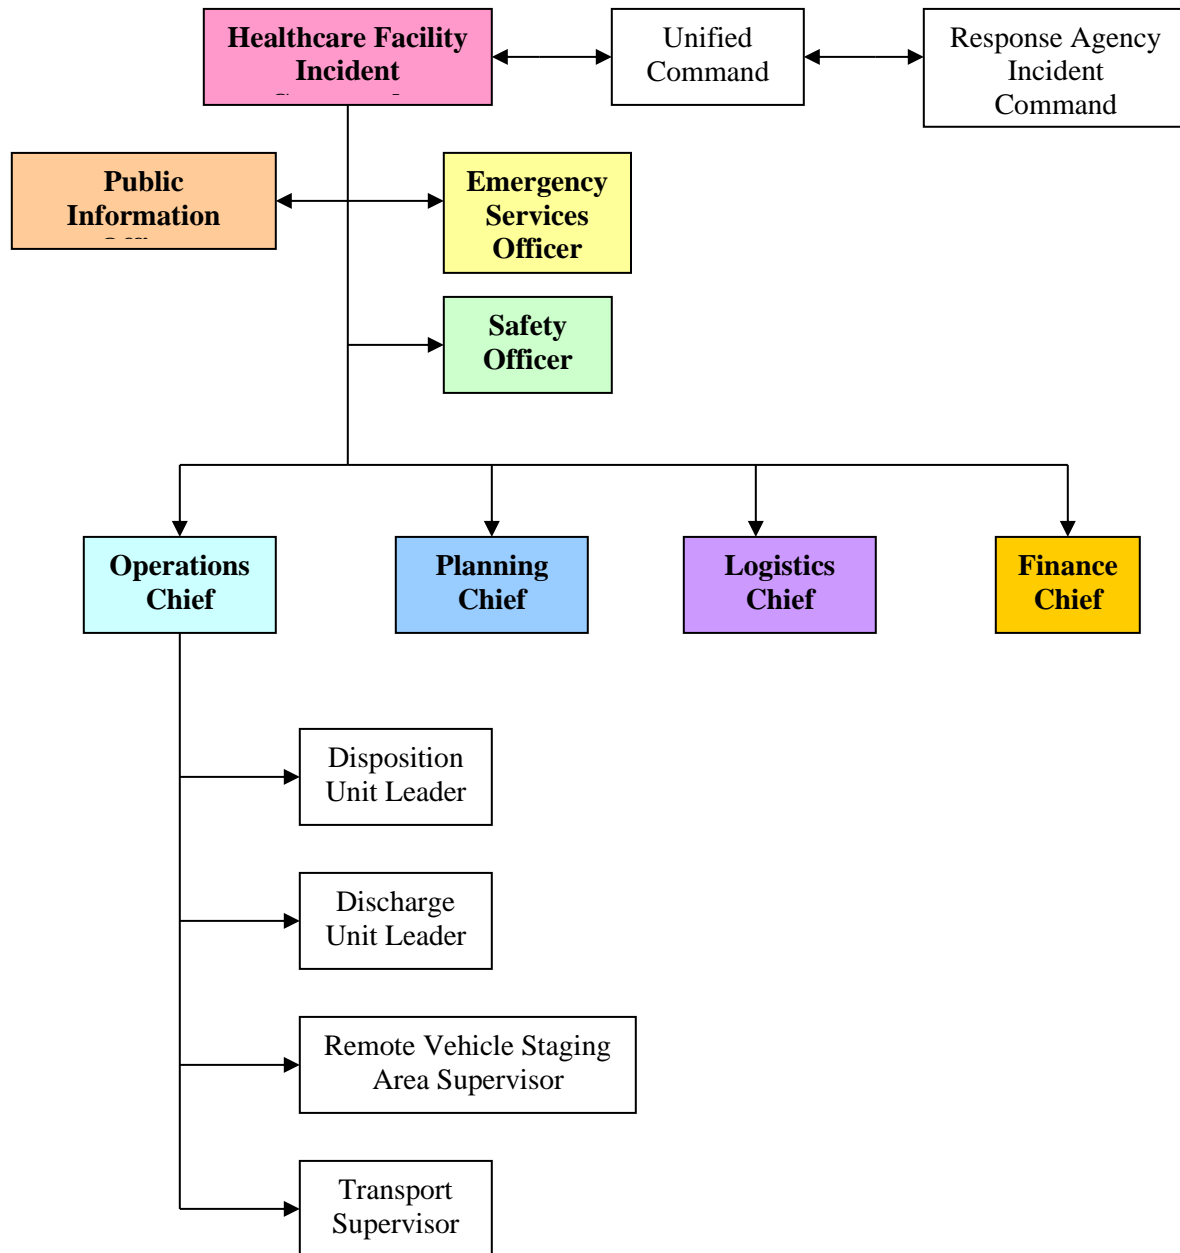 Healthcare Facility
Incident
Unified
Command
Response Agency
Incident
Command
Public
Information
Emergency
Services
Officer
Safety
Officer
Operations
Chief
Planning
Chief
Logistics
Chief
Finance
Chief
Disposition
Unit Leader
Discharge
Unit Leader
Remote Vehicle Staging
Area Supervisor
Transport
Supervisor